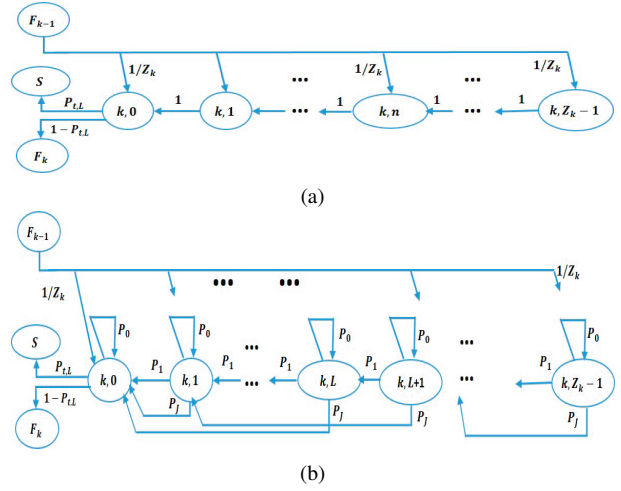 F_{k-1}
1/Z_k 1/Z_k 1/Z_k
... ...
S P_{t,L} k,0 1 k,1 1 ... 1 k,n 1 ... 1 k,Z_k − 1
1 − P_{t,L}
F_k
(a)
F_{k-1}
1/Z_k ... ... 1/Z_k
P_0 P_0 P_0 P_0 P_0
S P_{t,L} k,0 P_1 k,1 P_1 ... ... P_1 k,L P_1 k,L+1 ... ... P_1 k,Z_k − 1
1 − P_{t,L} P_J P_J P_J P_J
F_k
(b)